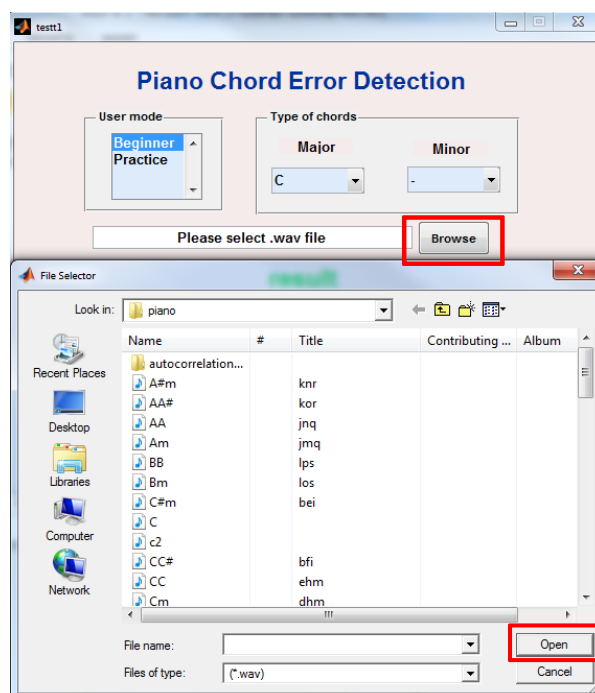 testt1
Piano Chord Error Detection
User mode
Type of chords
Beginner
Practice
Major
Minor
C
-
Please select .wav file
Browse
File Selector
result
Look in:
piano
Name # Title Contributing ... Album
autocorrelation...
A#m knr
AA# kor
AA jnq
Am jmq
BB lps
Bm los
C#m bei
C
c2
CC# bfi
CC ehm
Cm dhm
Recent Places
Desktop
Libraries
Computer
Network
File name:
Open
Files of type:
(*.wav)
Cancel